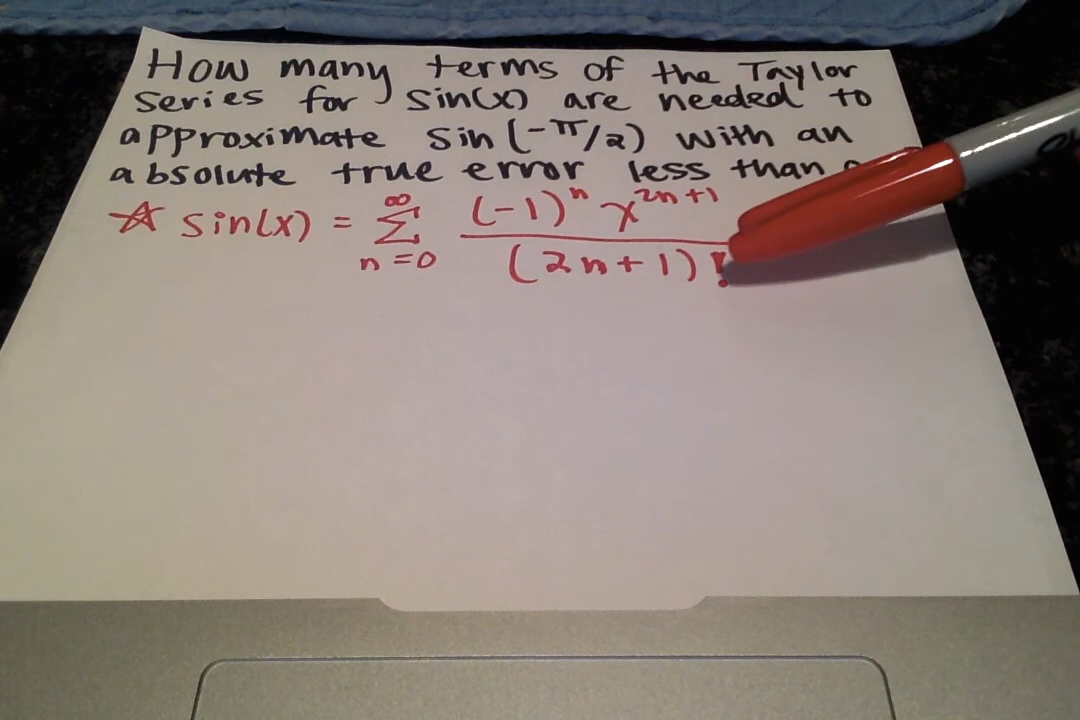 How many terms of the Taylor
series for sin(x) are needed to
approximate sin(-π/2) with an
absolute true error less than
☆ sin(x) = ∞ Σ n=0 (-1)^n x^2n+1 / (2n+1)!